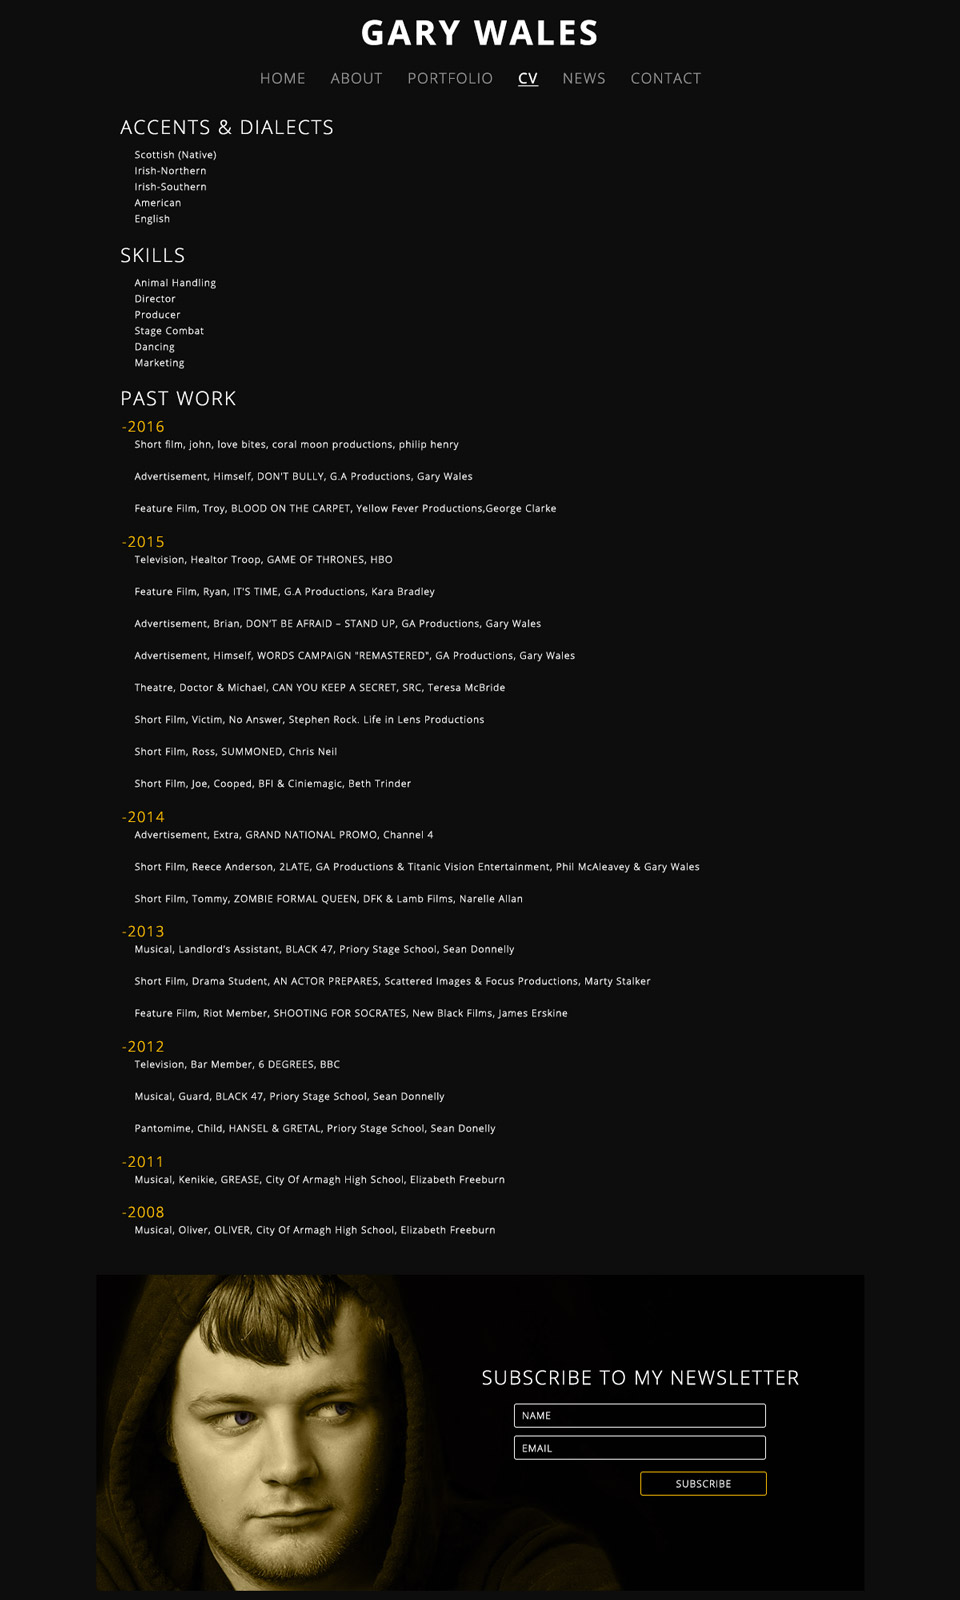 GARY WALES
HOME ABOUT PORTFOLIO CV NEWS CONTACT
ACCENTS & DIALECTS
Scottish (Native)
Irish-Northern
Irish-Southern
American
English
SKILLS
Animal Handling
Director
Producer
Stage Combat
Dancing
Marketing
PAST WORK
-2016
Short film, john, love bites, coral moon productions, philip henry
Advertisement, Himself, DON'T BULLY, G.A Productions, Gary Wales
Feature Film, Troy, BLOOD ON THE CARPET, Yellow Fever Productions,George Clarke
-2015
Television, Healtor Troop, GAME OF THRONES, HBO
Feature Film, Ryan, IT'S TIME, G.A Productions, Kara Bradley
Advertisement, Brian, DON’T BE AFRAID – STAND UP, GA Productions, Gary Wales
Advertisement, Himself, WORDS CAMPAIGN "REMASTERED", GA Productions, Gary Wales
Theatre, Doctor & Michael, CAN YOU KEEP A SECRET, SRC, Teresa McBride
Short Film, Victim, No Answer, Stephen Rock. Life in Lens Productions
Short Film, Ross, SUMMONED, Chris Neil
Short Film, Joe, Cooped, BFI & Ciniemagic, Beth Trinder
-2014
Advertisement, Extra, GRAND NATIONAL PROMO, Channel 4
Short Film, Reece Anderson, 2LATE, GA Productions & Titanic Vision Entertainment, Phil McAleavey & Gary Wales
Short Film, Tommy, ZOMBIE FORMAL QUEEN, DFK & Lamb Films, Narelle Allan
-2013
Musical, Landlord’s Assistant, BLACK 47, Priory Stage School, Sean Donnelly
Short Film, Drama Student, AN ACTOR PREPARES, Scattered Images & Focus Productions, Marty Stalker
Feature Film, Riot Member, SHOOTING FOR SOCRATES, New Black Films, James Erskine
-2012
Television, Bar Member, 6 DEGREES, BBC
Musical, Guard, BLACK 47, Priory Stage School, Sean Donnelly
Pantomime, Child, HANSEL & GRETAL, Priory Stage School, Sean Donelly
-2011
Musical, Kenikie, GREASE, City Of Armagh High School, Elizabeth Freeburn
-2008
Musical, Oliver, OLIVER, City Of Armagh High School, Elizabeth Freeburn
SUBSCRIBE TO MY NEWSLETTER
NAME
EMAIL
SUBSCRIBE